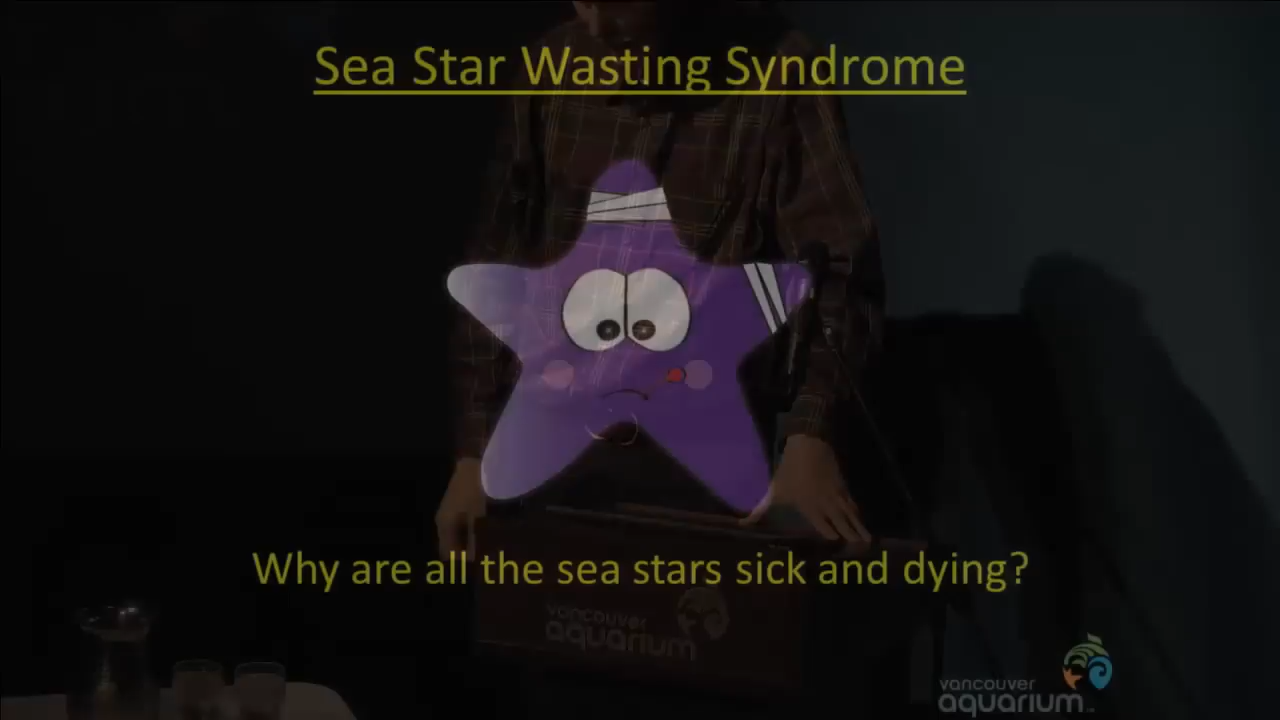 Sea Star Wasting Syndrome
Why are all the sea stars sick and dying?
vancouver
aquarium
vancouver
aquarium